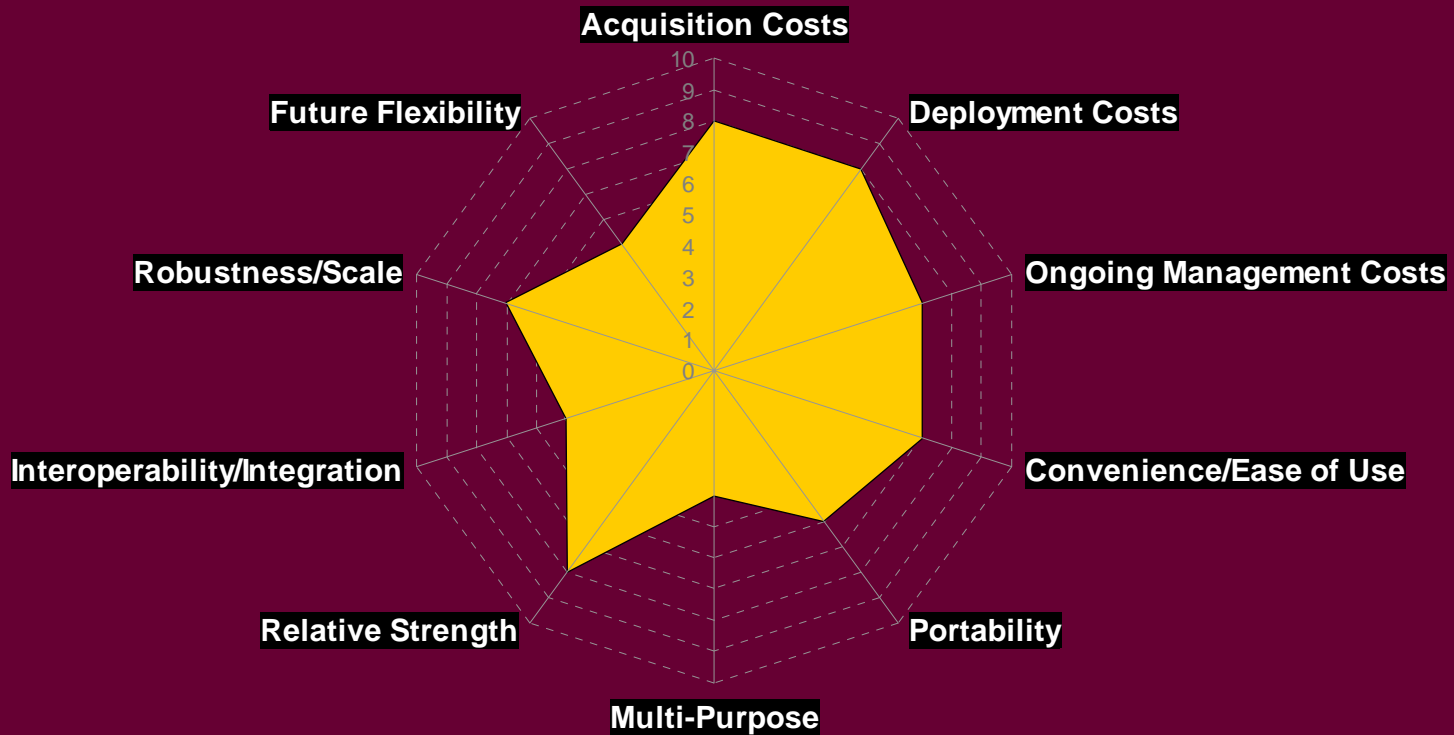 Acquisition Costs
10
9
8
7
6
5
4
3
2
1
0
Future Flexibility
Deployment Costs
Robustness/Scale
Ongoing Management Costs
Interoperability/Integration
Convenience/Ease of Use
Relative Strength
Portability
Multi-Purpose